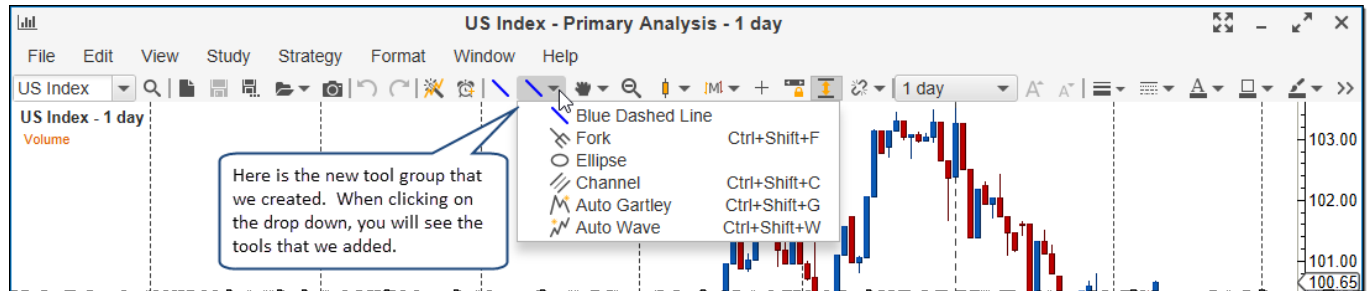 US Index - Primary Analysis - 1 day
File Edit View Study Strategy Format Window Help
US Index
1 day
US Index - 1 day
Volume
Here is the new tool group that
we created. When clicking on
the drop down, you will see the
tools that we added.
Blue Dashed Line
Fork Ctrl+Shift+F
Ellipse
Channel Ctrl+Shift+C
Auto Gartley Ctrl+Shift+G
Auto Wave Ctrl+Shift+W
103.00
102.00
101.00
100.65